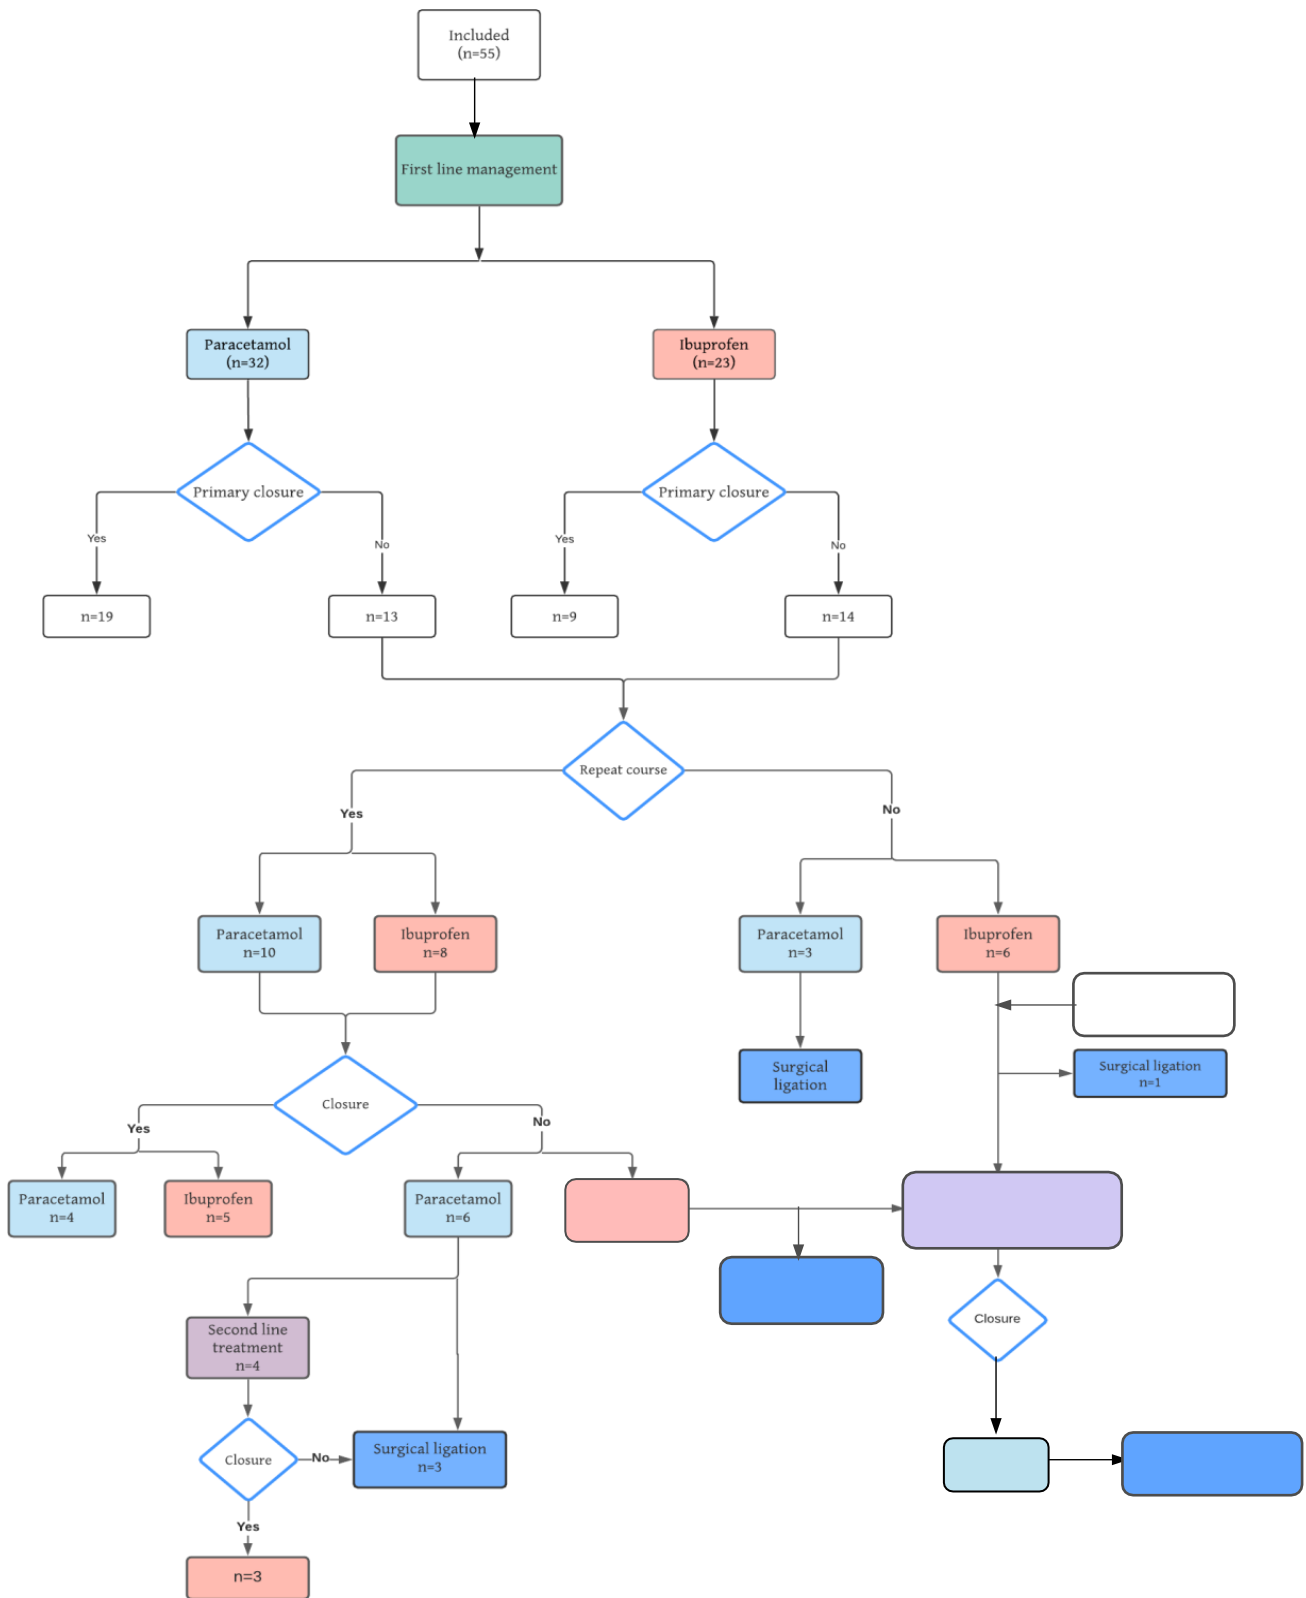 Included
(n=55)
First line management
Paracetamol
(n=32)
Ibuprofen
(n=23)
Primary closure
Primary closure
Yes
No
Yes
No
n=19
n=13
n=9
n=14
Repeat course
Yes
No
Paracetamol
n=10
Ibuprofen
n=8
Paracetamol
n=3
Ibuprofen
n=6
Surgical
ligation
Surgical ligation
n=1
Closure
Yes
No
Paracetamol
n=4
Ibuprofen
n=5
Paracetamol
n=6
Second line
treatment
n=4
Closure
Closure
No
Surgical ligation
n=3
Yes
n=3